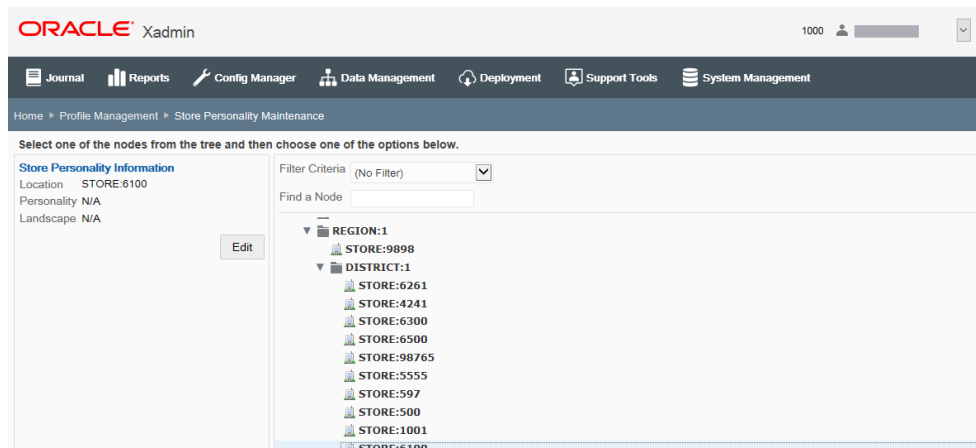 ORACLE® Xadmin
1000
Journal Reports Config Manager Data Management Deployment Support Tools System Management
Home Profile Management Store Personality Maintenance
Select one of the nodes from the tree and then choose one of the options below.
Store Personality Information
Location STORE:6100
Personality N/A
Landscape N/A
Edit
Filter Criteria (No Filter)
Find a Node
REGION:1
STORE:9898
DISTRICT:1
STORE:6261
STORE:4241
STORE:6300
STORE:6500
STORE:98765
STORE:5555
STORE:597
STORE:500
STORE:1001
STORE:6100